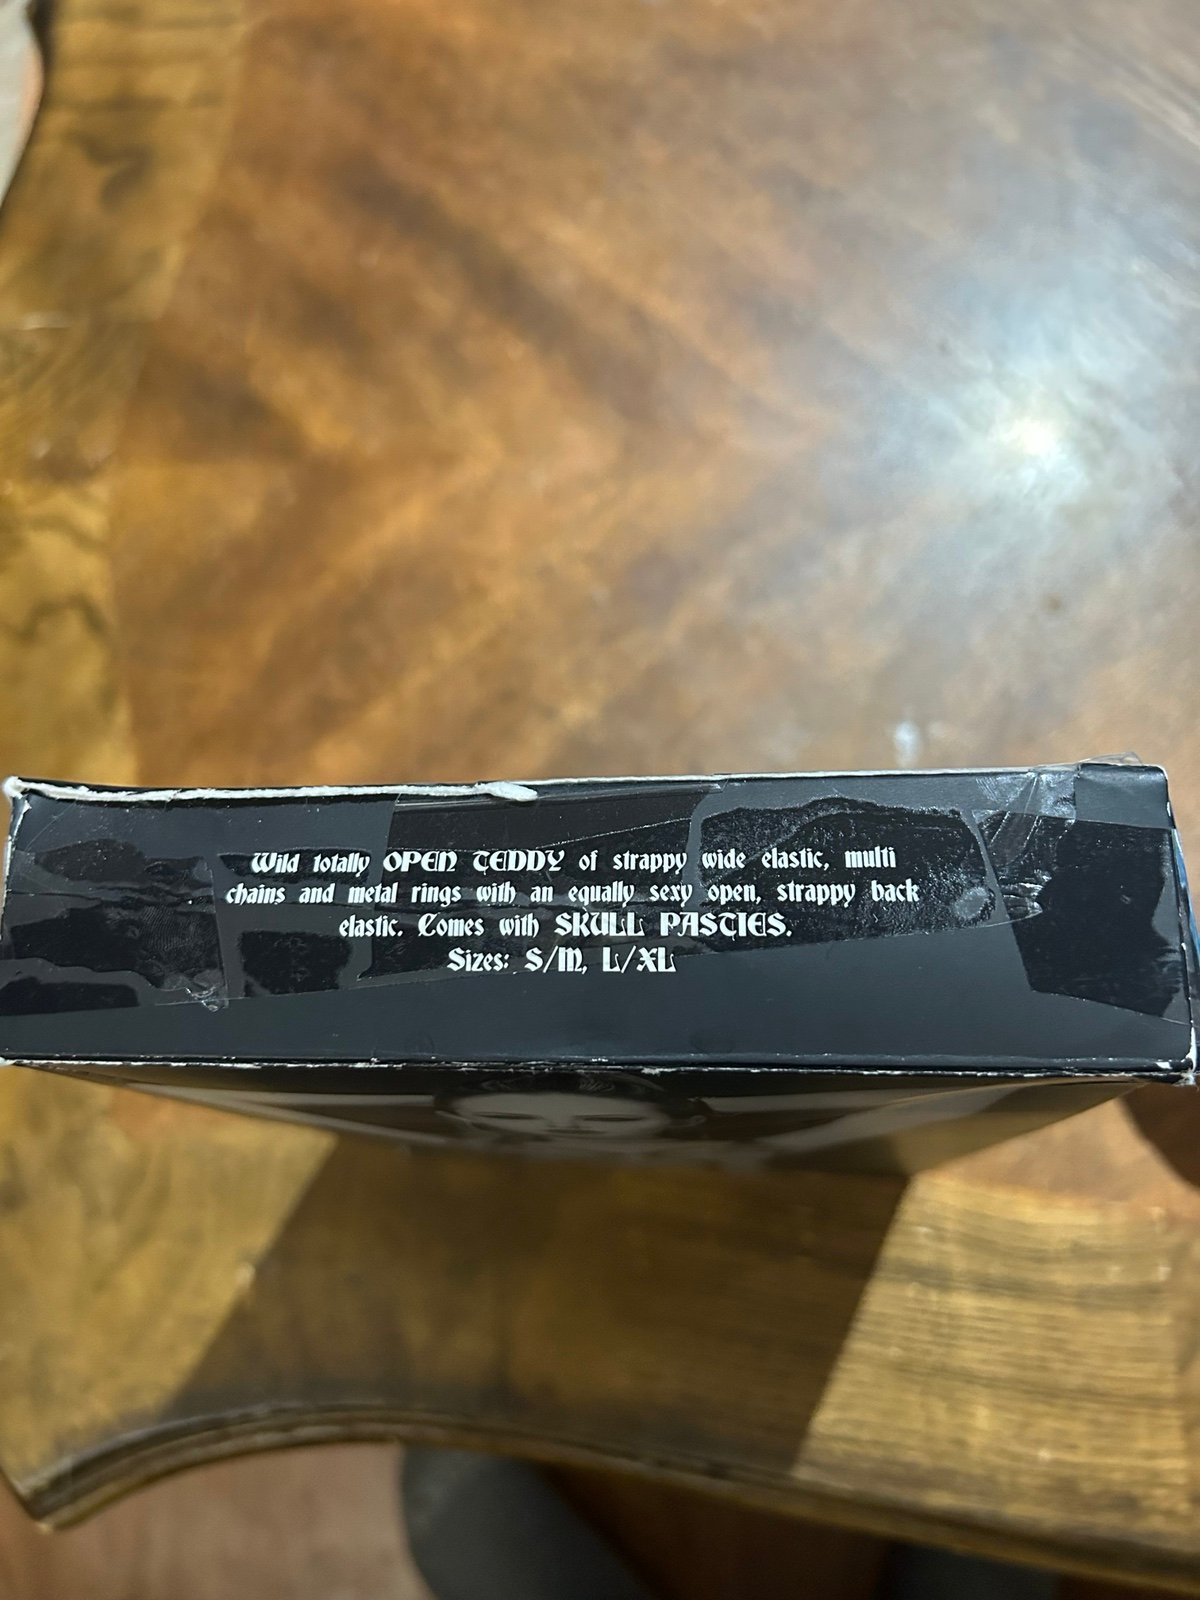 Wild totally OPEN TEDDY of strappy wide elastic, multi
chains and metal rings with an equally sexy open, strappy back
elastic. Comes with SKULL PASTIES.
Sizes: S/M, L/XL